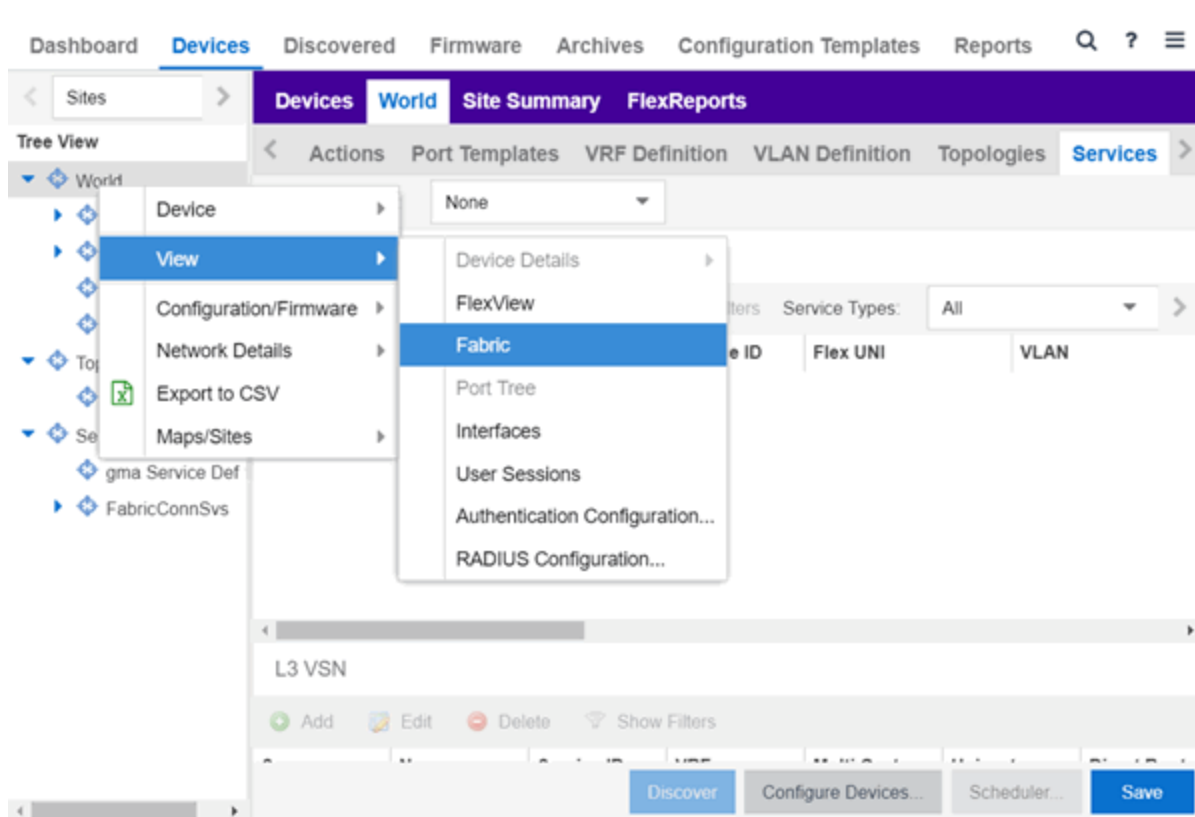 Dashboard Devices Discovered Firmware Archives Configuration Templates Reports ?
Sites
Devices World Site Summary FlexReports
Tree View
Actions Port Templates VRF Definition VLAN Definition Topologies Services
World
Device
None
View
Device Details
Configuration/Firmware
FlexView
Service Types: All
Network Details
Fabric
e ID Flex UNI VLAN
Export to CSV
Port Tree
Maps/Sites
Interfaces
gma Service Def
User Sessions
FabricConnSvs
Authentication Configuration...
RADIUS Configuration...
L3 VSN
Add Edit Delete Show Filters
Discover Configure Devices... Scheduler... Save